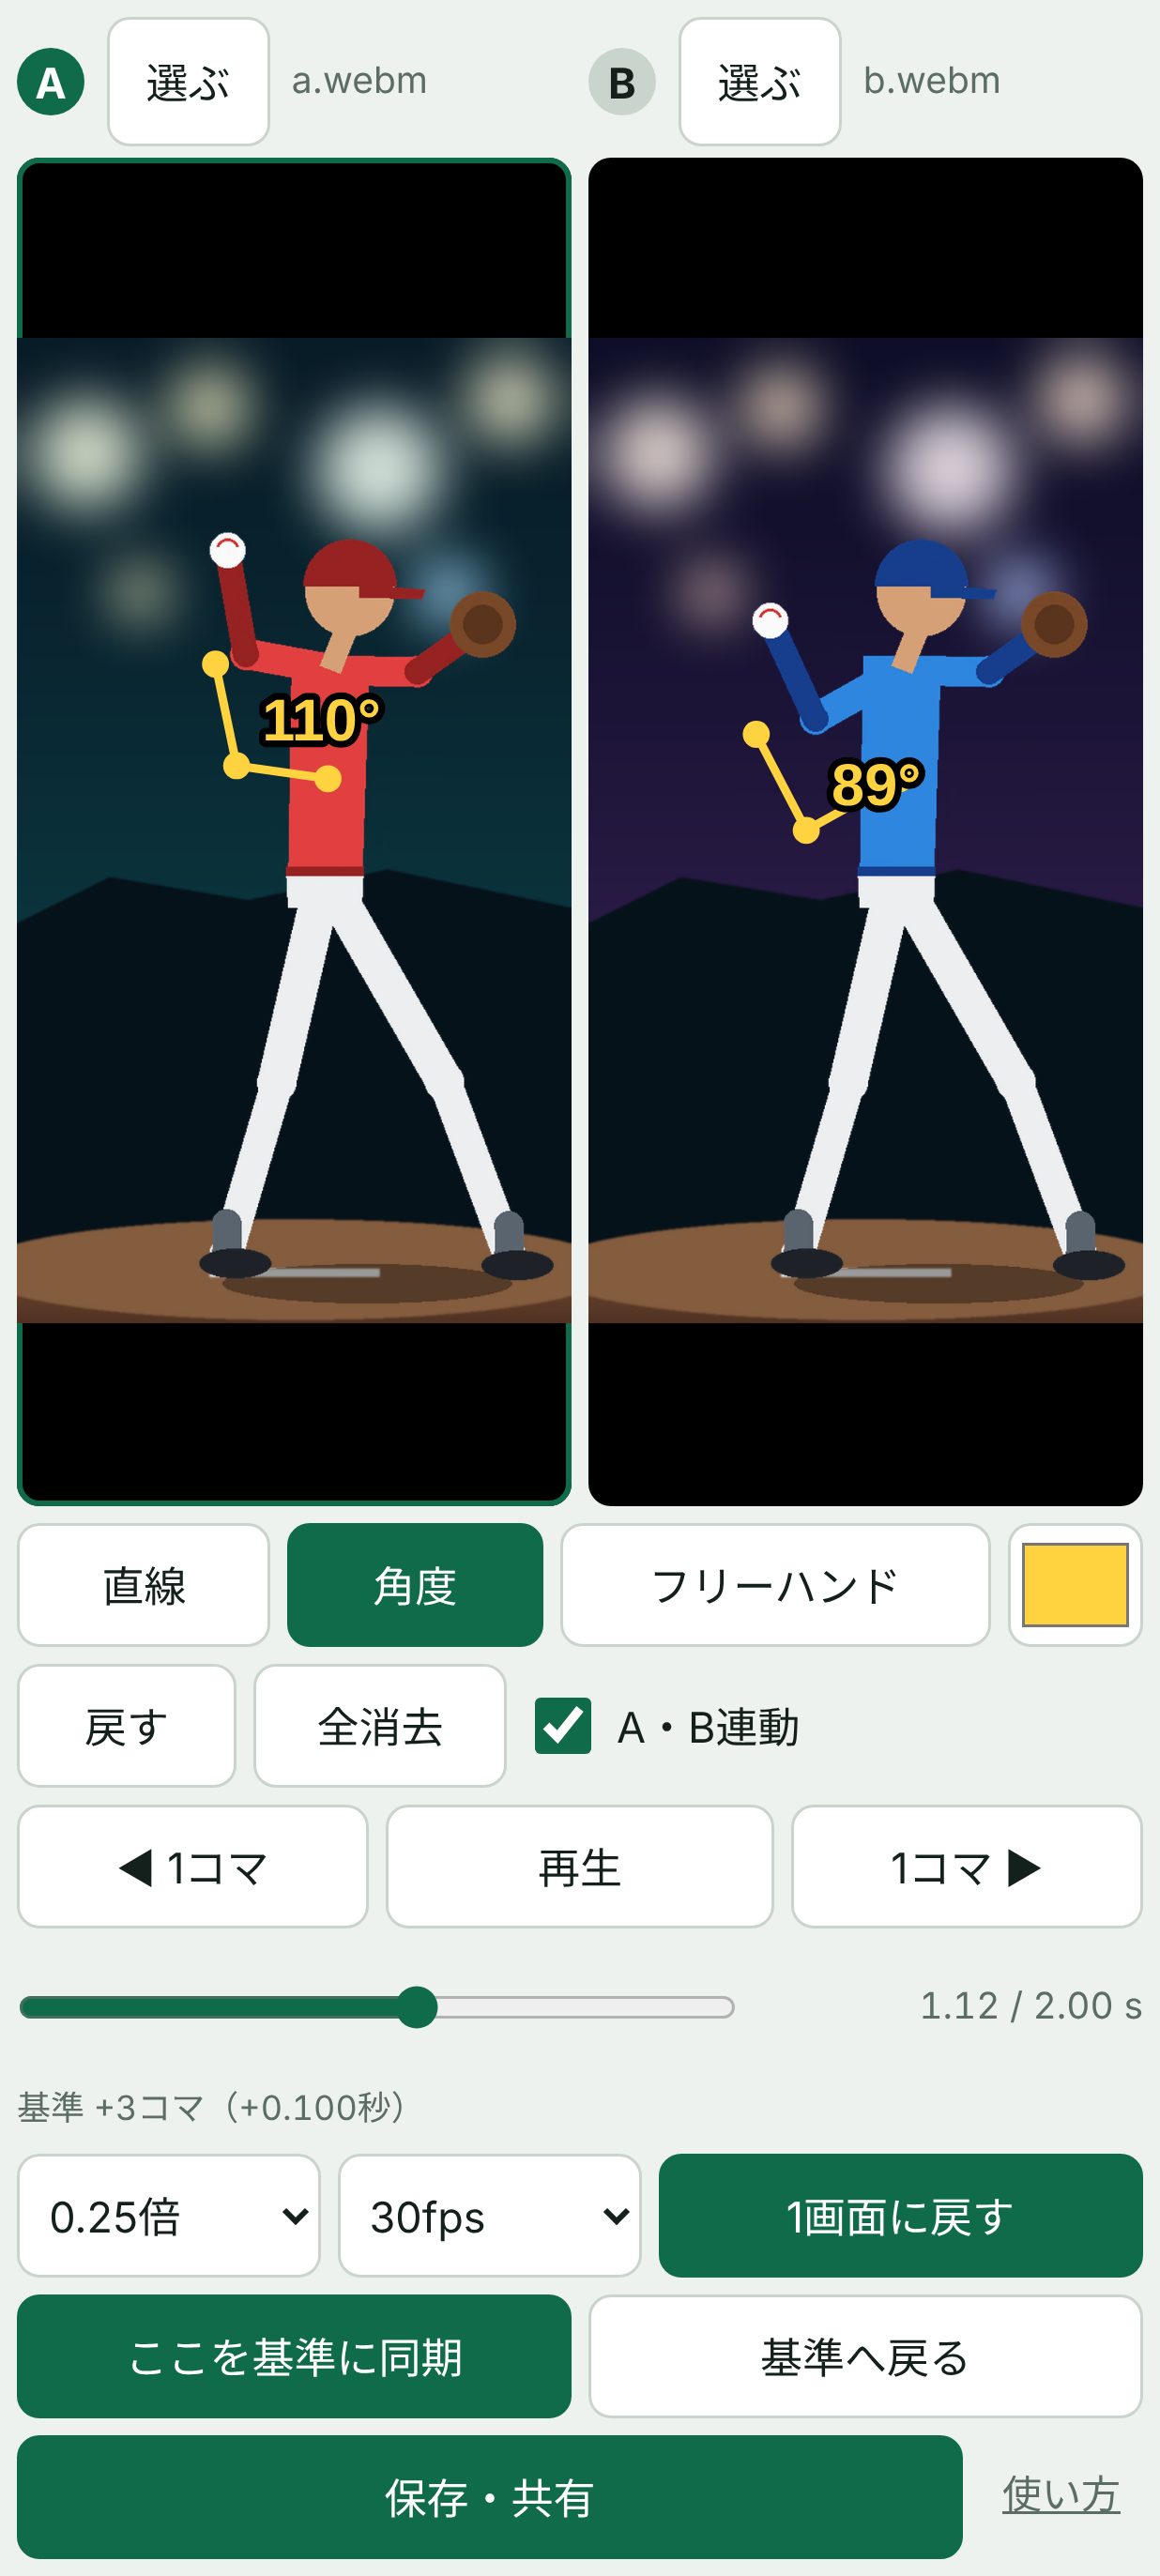 A 選ぶ a.webm B 選ぶ b.webm
110°
89°
直線 角度 フリーハンド
戻す 全消去 A・B連動
◀ 1コマ 再生 1コマ ▶
1.12 / 2.00 s
基準 +3コマ（+0.100秒）
0.25倍 30fps 1画面に戻す
ここを基準に同期 基準へ戻る
保存・共有 使い方